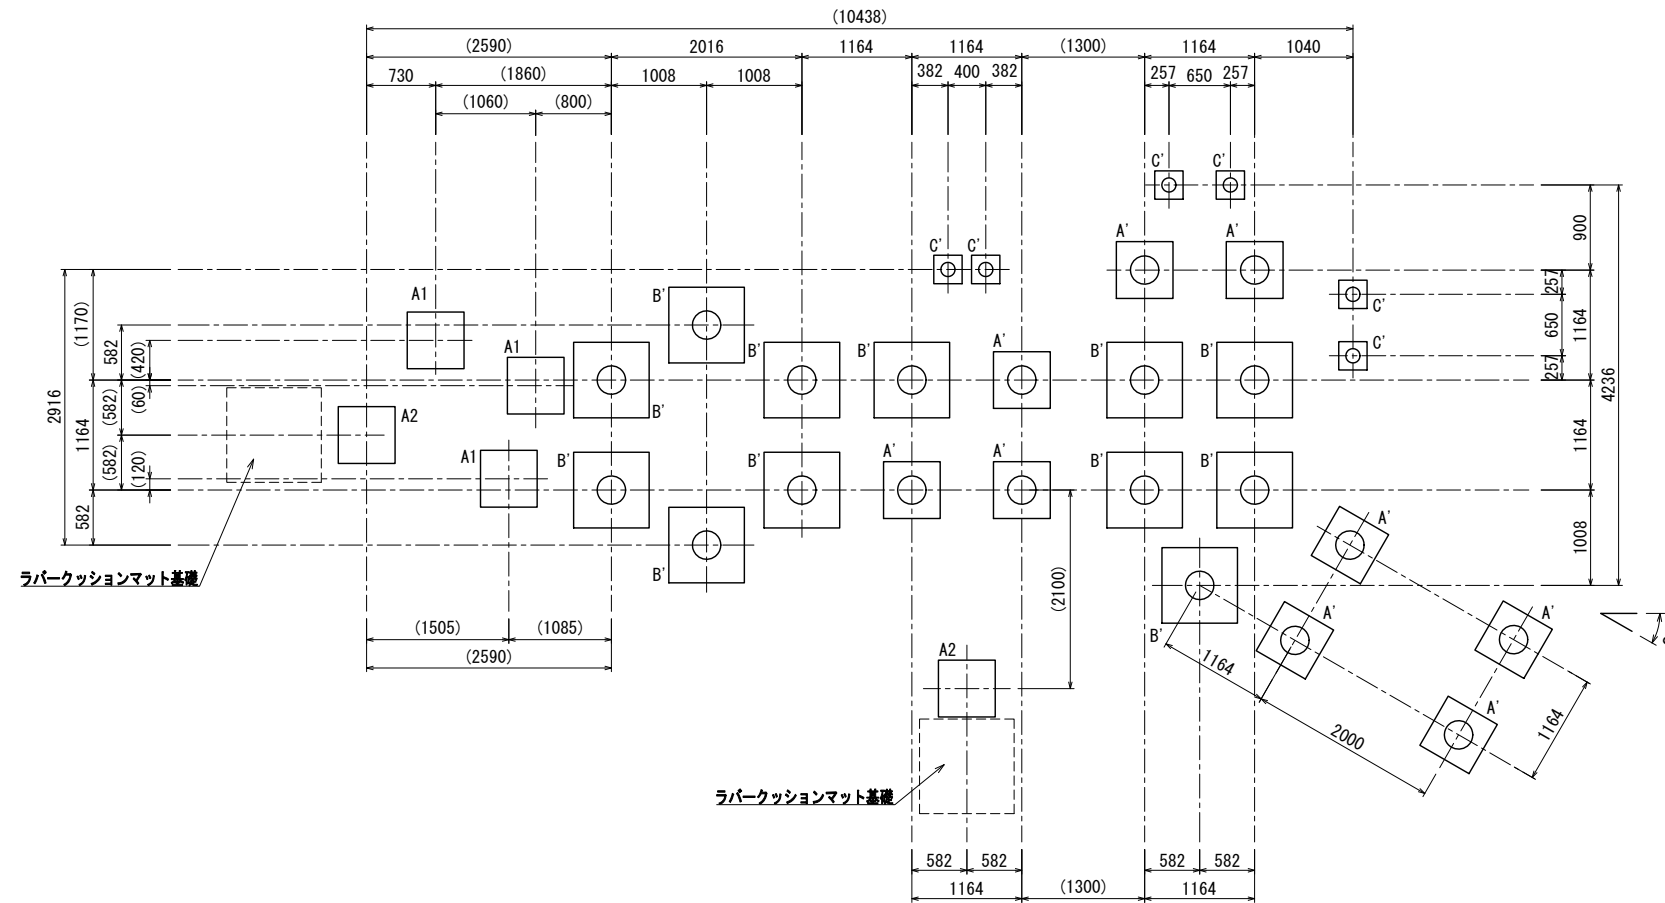 (10438)
(2590) 2016 1164 1164 (1300) 1164 1040
730 (1860) 1008 1008 382 400 382 257 650 257
(1060) (800)
C' C'
900
A' A'
C' C'
257
A1 B'
C'
(1170) 582 (420) 650 1164
A1 B' B' A' B' B' C'
257
4236
2916 1164 (582) (60)
B'
A2
1164
(582) (120)
A1 B' B' A' A' B' B'
582
A'
1008
ラバークッションマット基礎
B'
(2100)
A' A'
(1505) (1085)
B'
(2590)
A2
1164
A'
1164
2000
ラバークッションマット基礎
582 582 582 582
1164 (1300) 1164